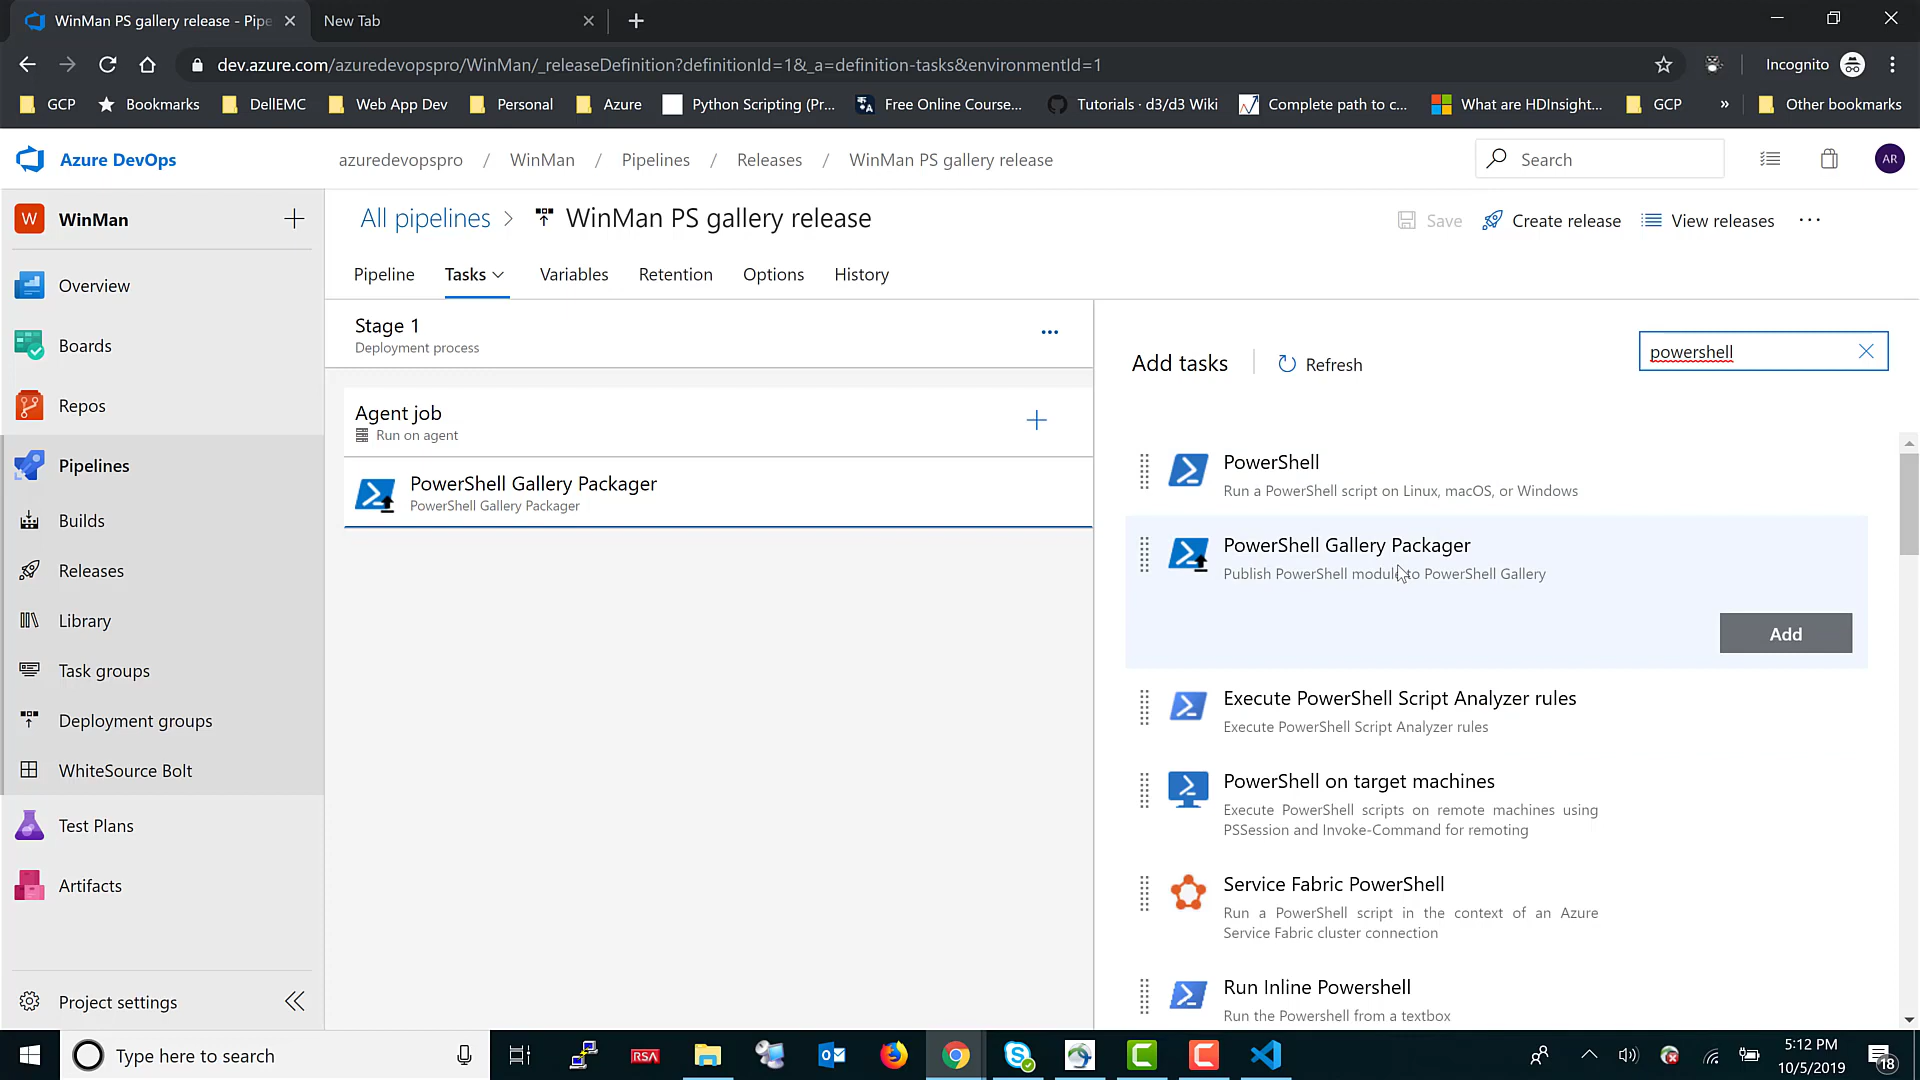 WinMan PS gallery release - Pipe
New Tab
dev.azure.com/azuredevopspro/WinMan/_releaseDefinition?definitionId=1&_a=definition-tasks&environmentId=1
Incognito
GCP
Bookmarks
DellEMC
Web App Dev
Personal
Azure
Python Scripting (Pr...
Free Online Course...
Tutorials · d3/d3 Wiki
Complete path to c...
What are HDInsight...
GCP
»
Other bookmarks
Azure DevOps
azuredevopspro / WinMan / Pipelines / Releases / WinMan PS gallery release
Search
AR
W
WinMan
All pipelines > WinMan PS gallery release
Save
Create release
View releases
Overview
Boards
Repos
Pipelines
Builds
Releases
Library
Task groups
Deployment groups
WhiteSource Bolt
Test Plans
Artifacts
Project settings
Pipeline
Tasks
Variables
Retention
Options
History
Stage 1
Deployment process
Agent job
Run on agent
PowerShell Gallery Packager
PowerShell Gallery Packager
Add tasks
Refresh
powershell
PowerShell
Run a PowerShell script on Linux, macOS, or Windows
PowerShell Gallery Packager
Publish PowerShell module to PowerShell Gallery
Add
Execute PowerShell Script Analyzer rules
Execute PowerShell Script Analyzer rules
PowerShell on target machines
Execute PowerShell scripts on remote machines using
PSSession and Invoke-Command for remoting
Service Fabric PowerShell
Run a PowerShell script in the context of an Azure
Service Fabric cluster connection
Run Inline Powershell
Run the Powershell from a textbox
Type here to search
RSA
5:12 PM
10/5/2019
18